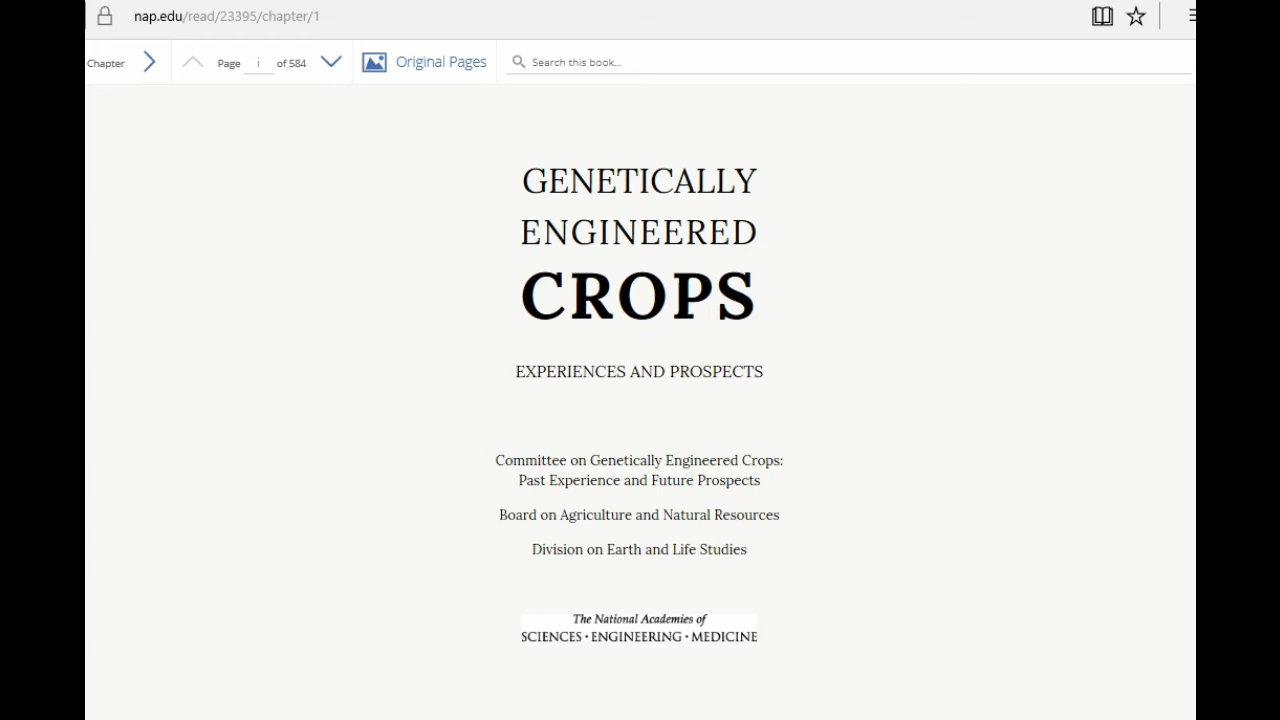 nap.edu/read/23395/chapter/1
Chapter Page i of 584 Original Pages Search this book...
GENETICALLY
ENGINEERED
CROPS
EXPERIENCES AND PROSPECTS
Committee on Genetically Engineered Crops:
Past Experience and Future Prospects
Board on Agriculture and Natural Resources
Division on Earth and Life Studies
The National Academies of
SCIENCES · ENGINEERING · MEDICINE